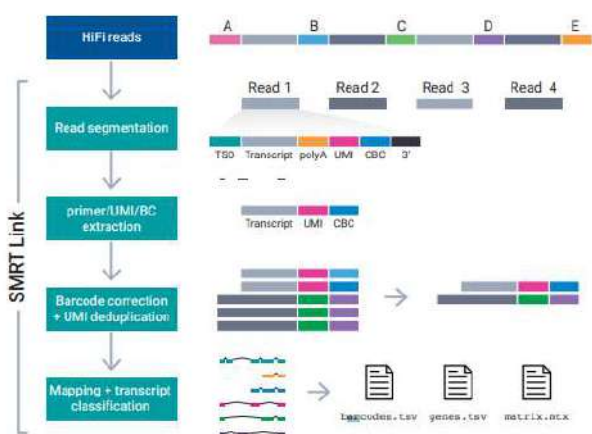 HiFi reads
A B C D E
Read 1 Read 2 Read 3 Read 4
Read segmentation
TSO Transcript polyA UMI CBC 3'
primer/UMI/BC
extraction
Transcript UMI CBC
SMRT Link
Barcode correction
+ UMI deduplication
Mapping + transcript
classification
barcodes.tsv genes.tsv matrix.mtx